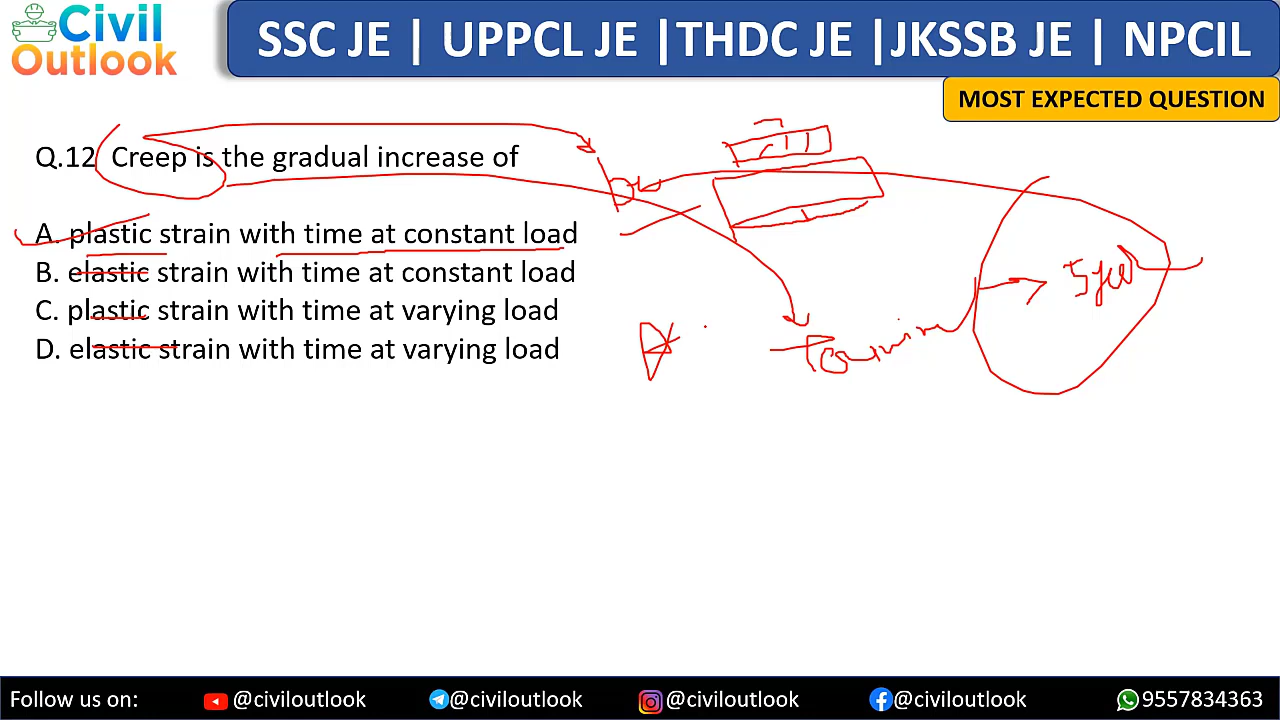 Civil
Outlook
SSC JE | UPPCL JE |THDC JE |JKSSB JE | NPCIL
MOST EXPECTED QUESTION
Q.12 Creep is the gradual increase of
A. plastic strain with time at constant load
B. elastic strain with time at constant load
C. plastic strain with time at varying load
D. elastic strain with time at varying load
Follow us on: @civiloutlook @civiloutlook @civiloutlook @civiloutlook 9557834363